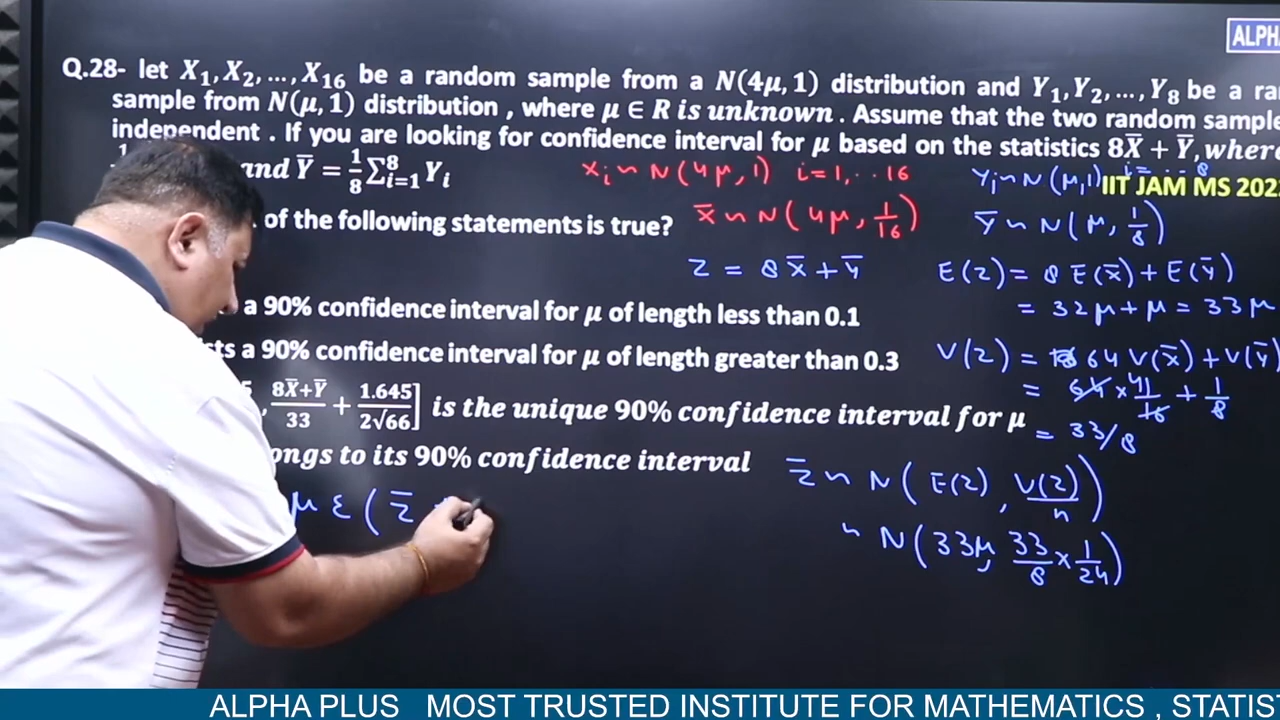 ALPH
Q.28- let X₁, X₂, ..., X₁₆ be a random sample from a N(4μ, 1) distribution and Y₁, Y₂, ..., Y₈ be a ra
sample from N(μ, 1) distribution , where μ ∈ R is unknown . Assume that the two random sample
independent . If you are looking for confidence interval for μ based on the statistics 8X̄ + Ȳ, where
and Ȳ = 1/8 Σ⁸ᵢ₌₁ Yᵢ
Xᵢ ~ N(4μ, 1) i = 1, .. 16
Yᵢ ~ N(μ, 1) i = ... 8
IIT JAM MS 202
of the following statements is true?
X̄ ~ N(4μ, 1/16)
Ȳ ~ N(μ, 1/8)
Z = 8X̄ + Ȳ
E(Z) = 8 E(X̄) + E(Ȳ)
= 32μ + μ = 33μ
a 90% confidence interval for μ of length less than 0.1
sts a 90% confidence interval for μ of length greater than 0.3
V(Z) = 64 V(X̄) + V(Ȳ)
= 64 × 1/16 + 1/8
, 8X̄+Ȳ/33 + 1.645/2√66] is the unique 90% confidence interval for μ
= 33/8
ongs to its 90% confidence interval
Z̄ ~ N(E(Z), V(Z)/n)
μ ε (Z̄
~ N(33μ, 33/8 × 1/24)
ALPHA PLUS MOST TRUSTED INSTITUTE FOR MATHEMATICS , STATIS